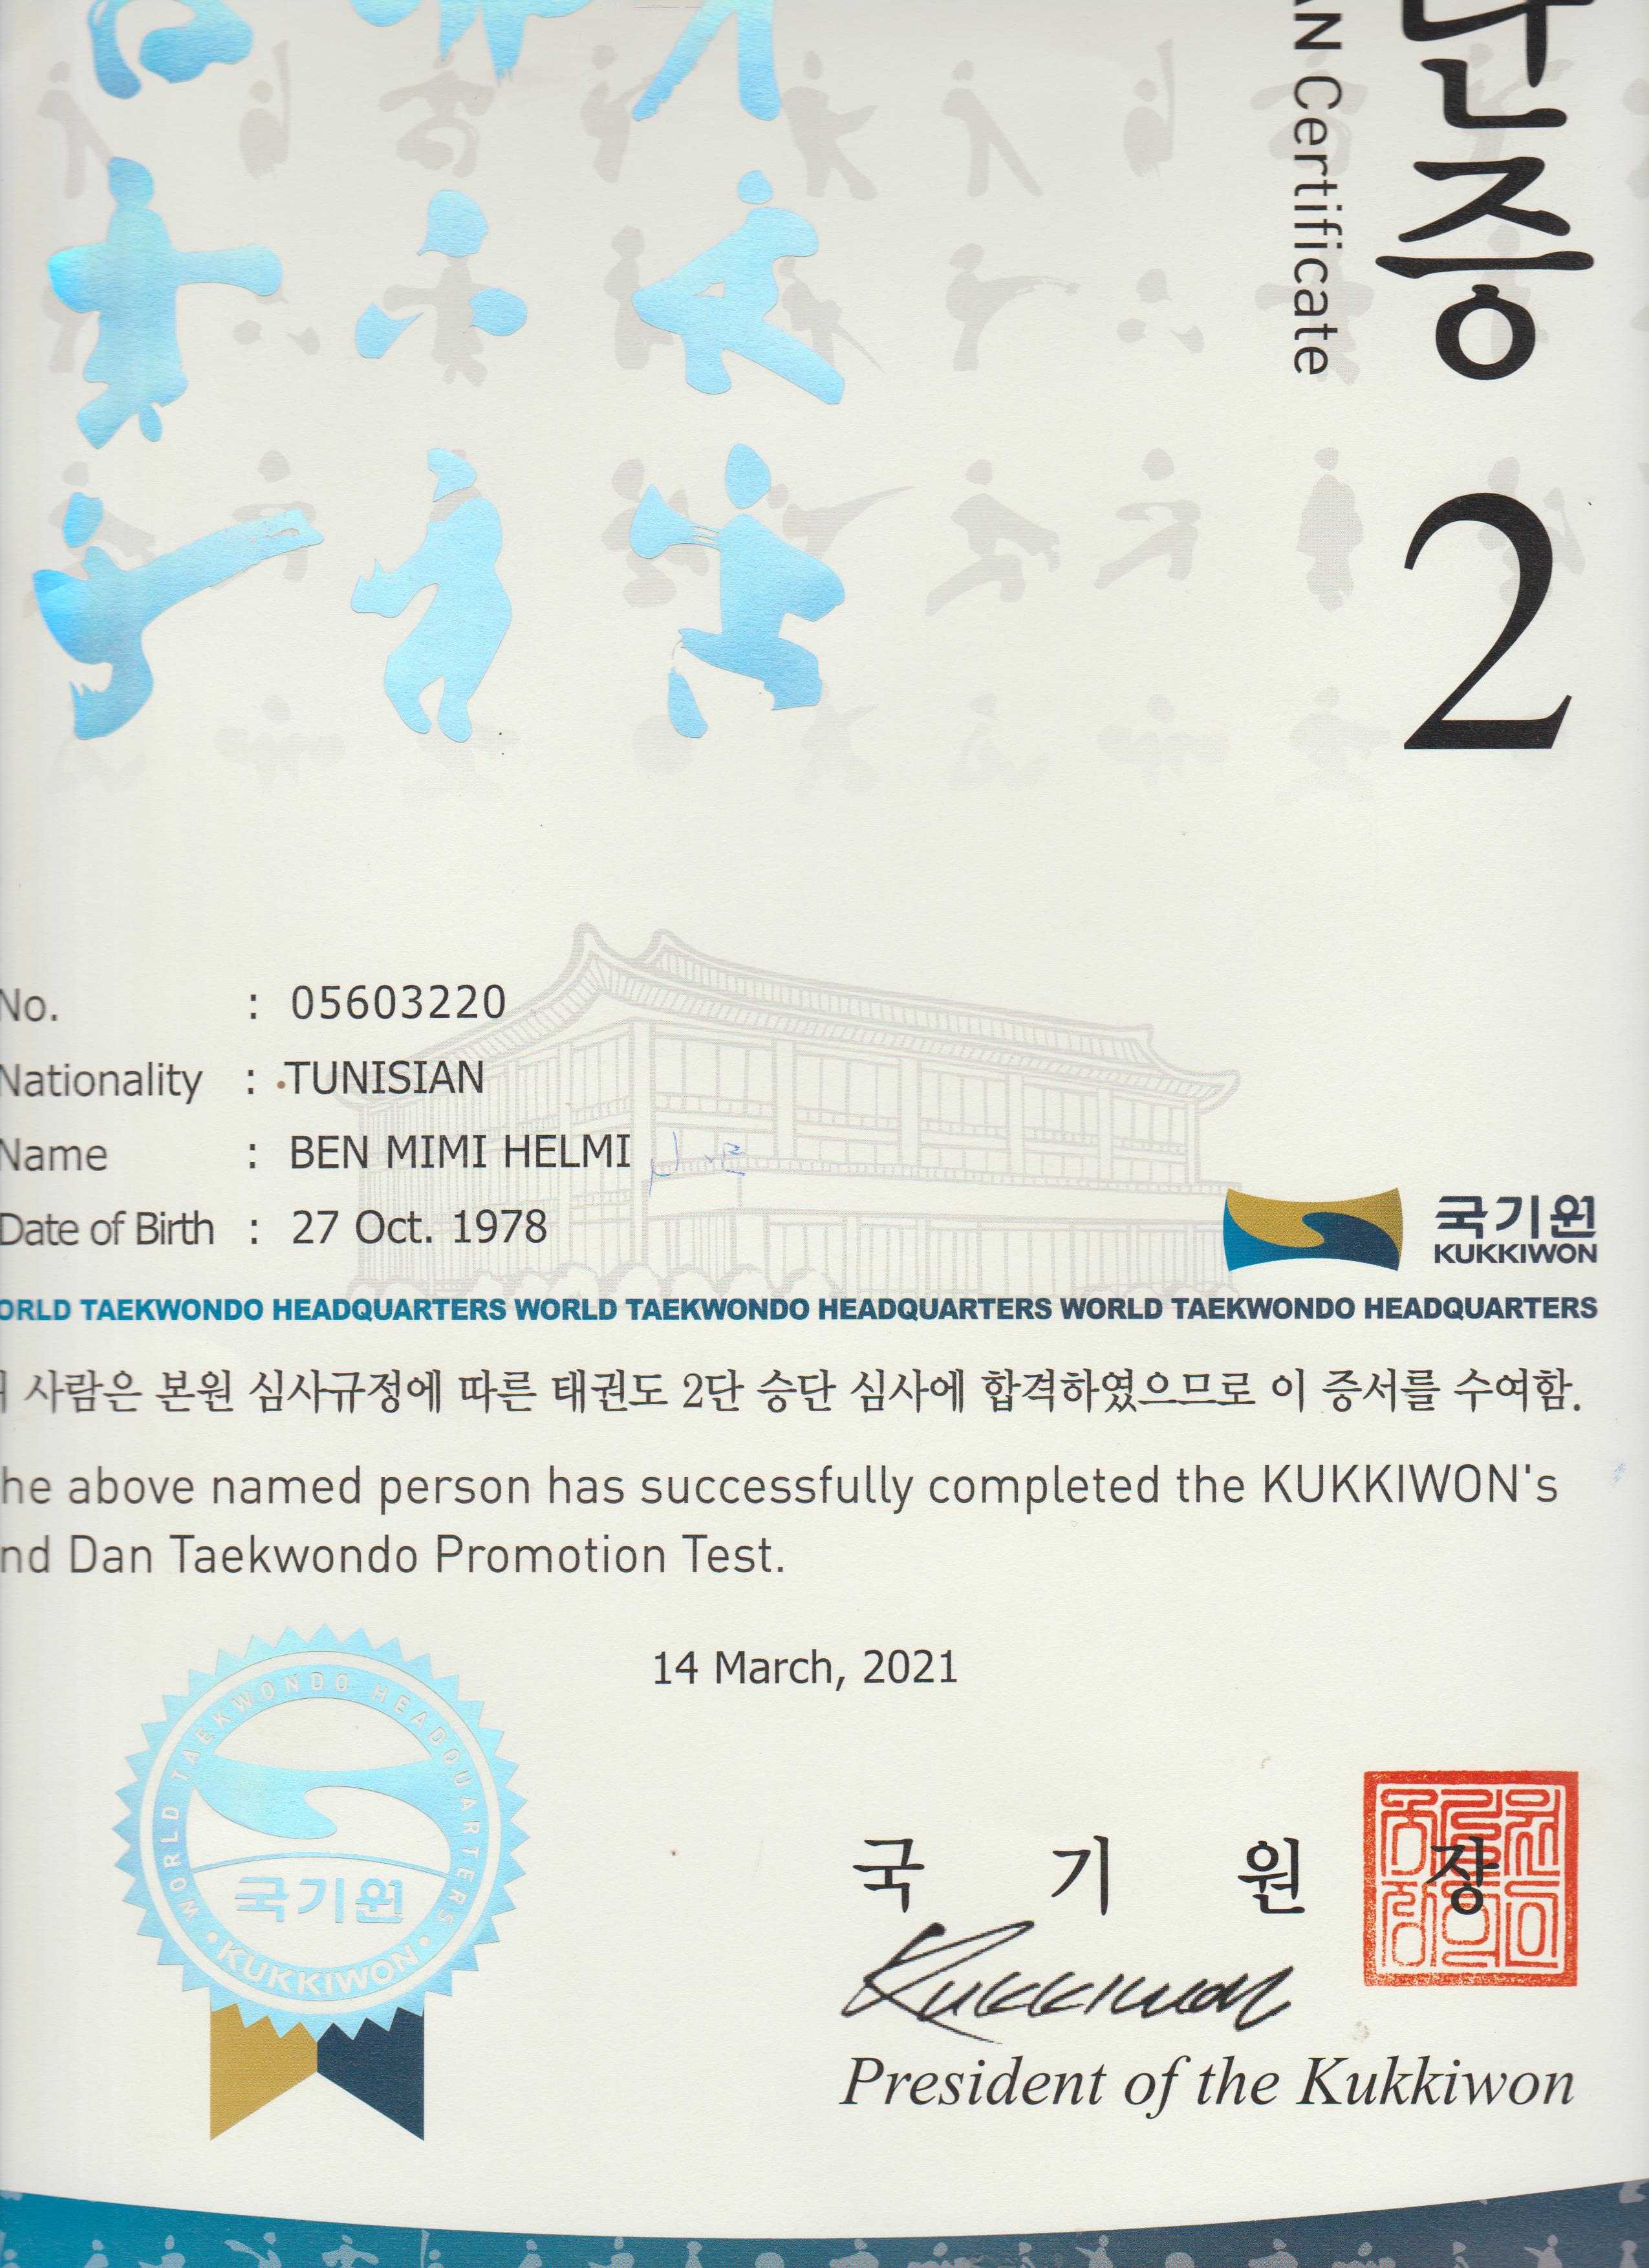 단증
AN Certificate
2
No. : 05603220
Nationality : TUNISIAN
Name : BEN MIMI HELMI
Date of Birth : 27 Oct. 1978
국기원
KUKKIWON
ORLD TAEKWONDO HEADQUARTERS WORLD TAEKWONDO HEADQUARTERS WORLD TAEKWONDO HEADQUARTERS
사람은 본원 심사규정에 따른 태권도 2단 승단 심사에 합격하였으므로 이 증서를 수여함.
he above named person has successfully completed the KUKKIWON's
nd Dan Taekwondo Promotion Test.
14 March, 2021
WORLD TAEKWONDO HEADQUARTERS
국기원
• KUKKIWON •
국 기 원 장
Kukkiwon
President of the Kukkiwon